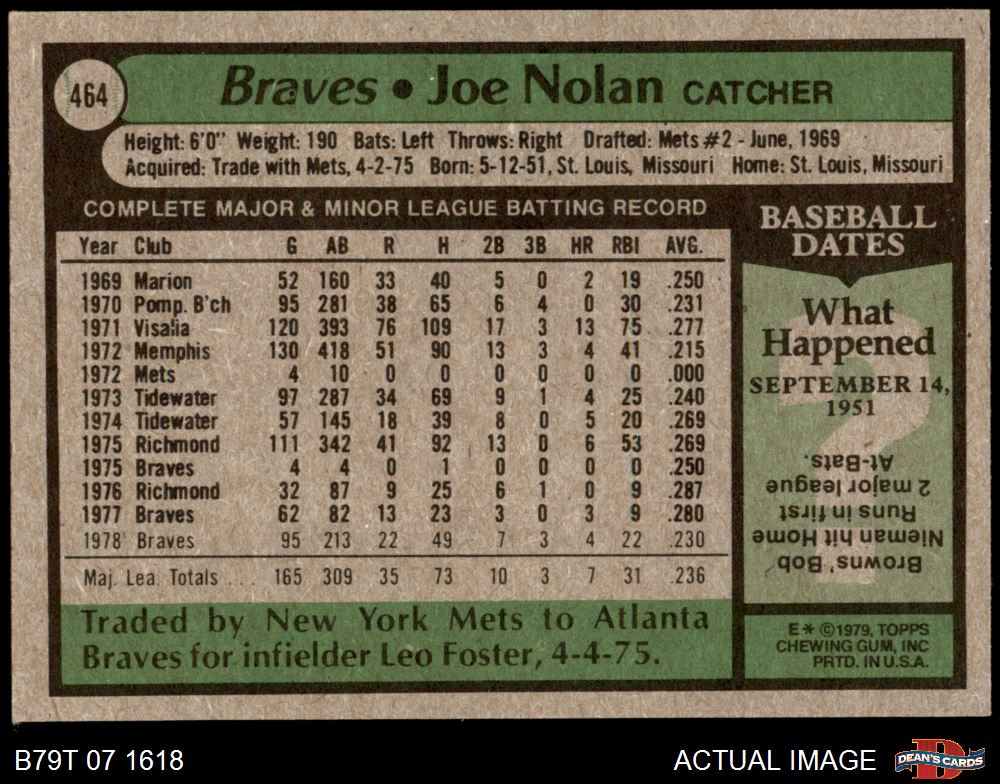 464
Braves • Joe Nolan CATCHER
Height: 6'0" Weight: 190 Bats: Left Throws: Right Drafted: Mets #2 - June, 1969
Acquired: Trade with Mets, 4-2-75 Born: 5-12-51, St. Louis, Missouri Home: St. Louis, Missouri
COMPLETE MAJOR & MINOR LEAGUE BATTING RECORD
Year Club G AB R H 2B 3B HR RBI AVG.
1969 Marion 52 160 33 40 5 0 2 19 .250
1970 Pomp. B'ch 95 281 38 65 6 4 0 30 .231
1971 Visalia 120 393 76 109 17 3 13 75 .277
1972 Memphis 130 418 51 90 13 3 4 41 .215
1972 Mets 4 10 0 0 0 0 0 0 .000
1973 Tidewater 97 287 34 69 9 1 4 25 .240
1974 Tidewater 57 145 18 39 8 0 5 20 .269
1975 Richmond 111 342 41 92 13 0 6 53 .269
1975 Braves 4 4 0 1 0 0 0 0 .250
1976 Richmond 32 87 9 25 6 1 0 9 .287
1977 Braves 62 82 13 23 3 0 3 9 .280
1978 Braves 95 213 22 49 7 3 4 22 .230
Maj. Lea. Totals ... 165 309 35 73 10 3 7 31 .236
Traded by New York Mets to Atlanta
Braves for infielder Leo Foster, 4-4-75.
BASEBALL
DATES
What
Happened
SEPTEMBER 14,
1951
Browns' Bob
Nieman hit Home
Runs in first
2 major league
At-Bats.
E * ©1979, TOPPS
CHEWING GUM, INC
PRTD. IN U.S.A.
B79T 07 1618
ACTUAL IMAGE
DEAN'S CARDS